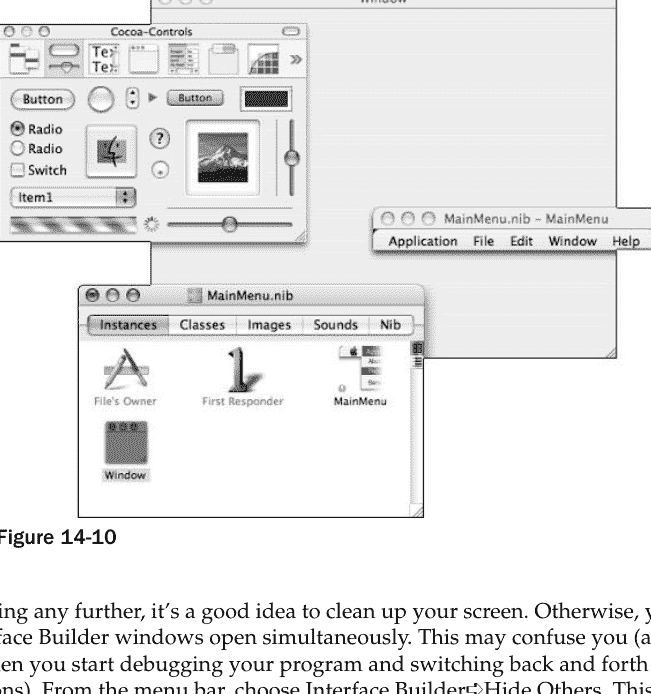 Window
Cocoa-Controls
Tex
Tex
Button
Button
Radio
Radio
Switch
Item1
MainMenu.nib – MainMenu
Application File Edit Window Help
MainMenu.nib
Instances Classes Images Sounds Nib
File's Owner First Responder MainMenu
Window
Figure 14-10
ing any further, it's a good idea to clean up your screen. Otherwise, y
face Builder windows open simultaneously. This may confuse you (a
en you start debugging your program and switching back and forth
ons). From the menu bar, choose Interface Builder➪Hide Others. This